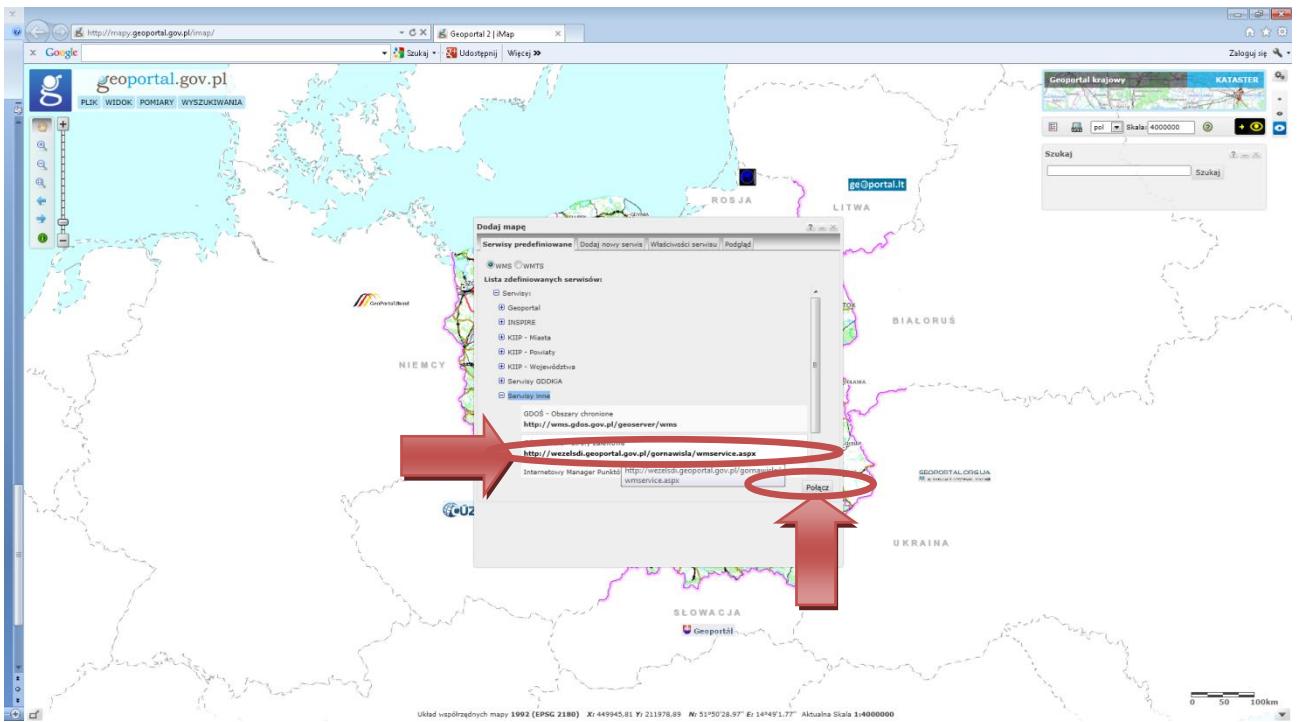 http://mapy.geoportal.gov.pl/imap/
Geoportal 2 | iMap
Google
Szukaj
Udostępnij
Więcej »
Zaloguj się
geoportal.gov.pl
PLIK WIDOK POMIARY WYSZUKIWANIA
Geoportal krajowy
KATASTER
pol
Skala: 4000000
Szukaj
Szukaj
ge@portal.lt
ROSJA
LITWA
Dodaj mapę
Serwisy predefiniowane
Dodaj nowy serwis
Właściwości serwisu
Podgląd
WMS
WMTS
Lista zdefiniowanych serwisów:
Serwisy:
Geoportal
INSPIRE
KIIP - Miasta
KIIP - Powiaty
KIIP - Województwa
Serwisy GDDKiA
Serwisy inne
GDOŚ - Obszary chronione
http://wms.gdos.gov.pl/geoserver/wms
http://wezelsdi.geoportal.gov.pl/gornawisla/wmservice.aspx
Internetowy Manager Punktó
http://wezelsdi.geoportal.gov.pl/gornawisla/
wmservice.aspx
Połącz
BIAŁORUŚ
NIEMCY
GEOPORTAL.ORG.UA
UKRAINA
SŁOWACJA
Geoportál
0 50 100km
Układ współrzędnych mapy 1992 (EPSG 2180) X: 449945,81 Y: 211978,89 N: 51°50'28.97" E: 14°49'1.77" Aktualna Skala 1:4000000